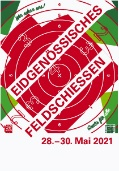 EIDGENÖSSISCHES
FELDSCHIESSEN
28.–30. Mai 2021